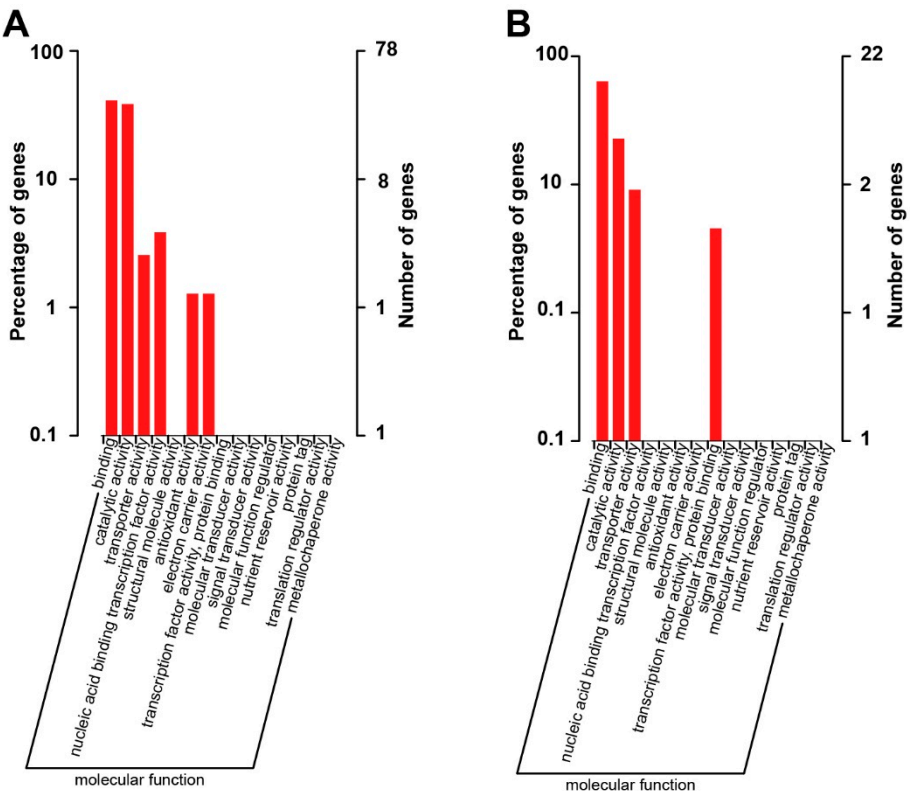 A
Percentage of genes
100
10
1
0.1
78
8
1
1
Number of genes
binding
catalytic activity
transporter activity
nucleic acid binding transcription factor activity
structural molecule activity
antioxidant activity
electron carrier activity
transcription factor activity, protein binding
molecular transducer activity
signal transducer activity
molecular function regulator
nutrient reservoir activity
protein tag
translation regulator activity
metallochaperone activity
molecular function
B
Percentage of genes
100
10
0.1
0.1
22
2
1
1
Number of genes
binding
catalytic activity
transporter activity
nucleic acid binding transcription factor activity
structural molecule activity
antioxidant activity
electron carrier activity
transcription factor activity, protein binding
molecular transducer activity
signal transducer activity
molecular function regulator
nutrient reservoir activity
protein tag
translation regulator activity
metallochaperone activity
molecular function